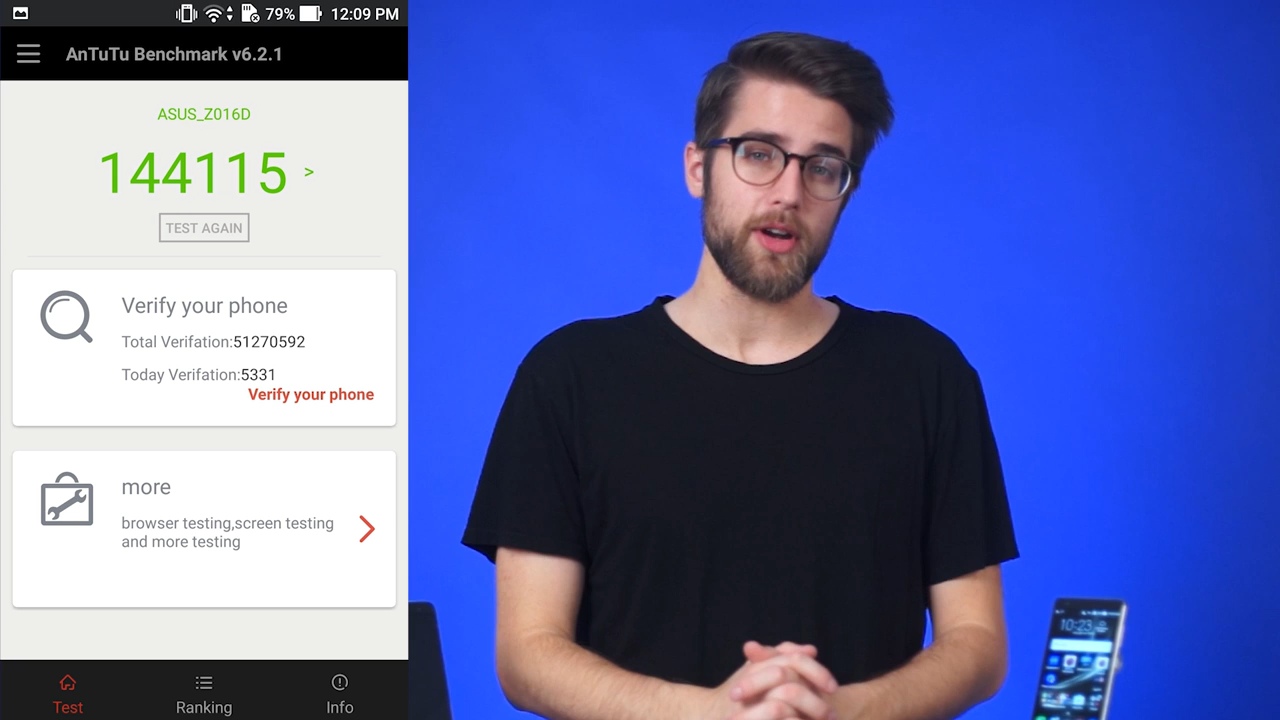 79% 12:09 PM
AnTuTu Benchmark v6.2.1
ASUS_Z016D
144115 >
TEST AGAIN
Verify your phone
Total Verifation:51270592
Today Verifation:5331
Verify your phone
more
browser testing,screen testing
and more testing
Test Ranking Info
10:23